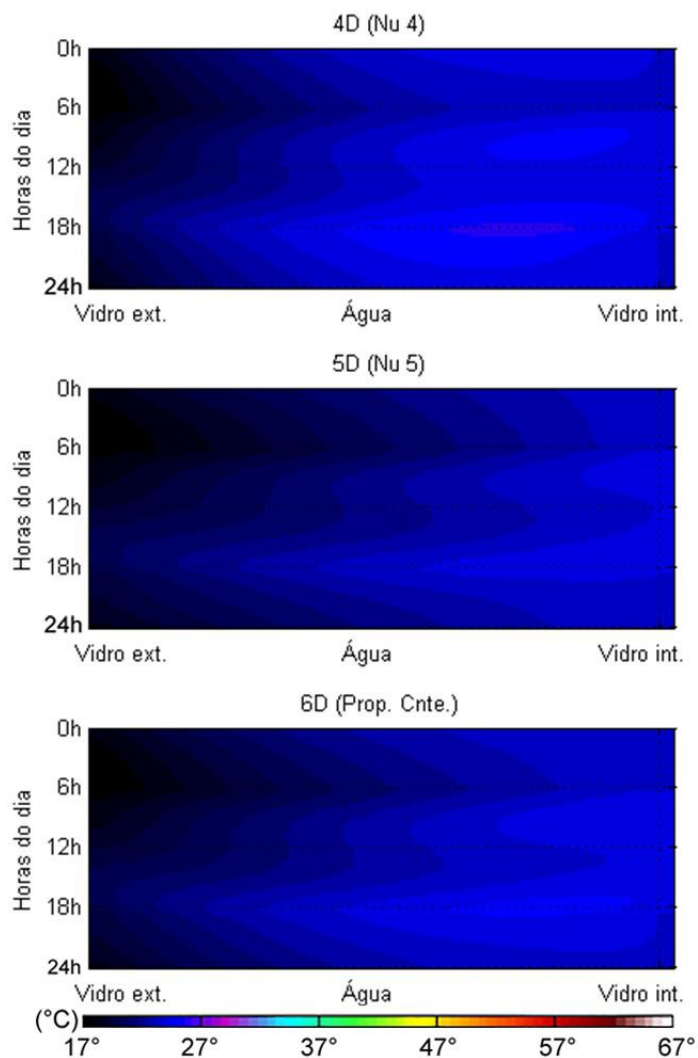 4D (Nu 4)
0h
6h
12h
18h
24h
Horas do dia
Vidro ext. Água Vidro int.
5D (Nu 5)
0h
6h
12h
18h
24h
Horas do dia
Vidro ext. Água Vidro int.
6D (Prop. Cnte.)
0h
6h
12h
18h
24h
Horas do dia
Vidro ext. Água Vidro int.
(°C)
17° 27° 37° 47° 57° 67°